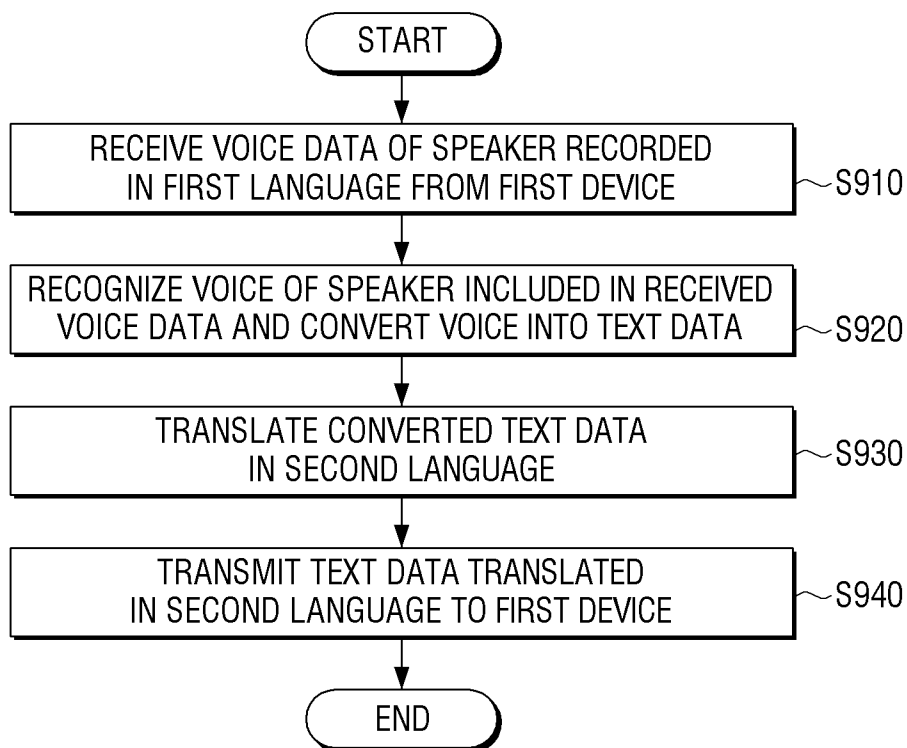 START
RECEIVE VOICE DATA OF SPEAKER RECORDED
IN FIRST LANGUAGE FROM FIRST DEVICE
S910
RECOGNIZE VOICE OF SPEAKER INCLUDED IN RECEIVED
VOICE DATA AND CONVERT VOICE INTO TEXT DATA
S920
TRANSLATE CONVERTED TEXT DATA
IN SECOND LANGUAGE
S930
TRANSMIT TEXT DATA TRANSLATED
IN SECOND LANGUAGE TO FIRST DEVICE
S940
END